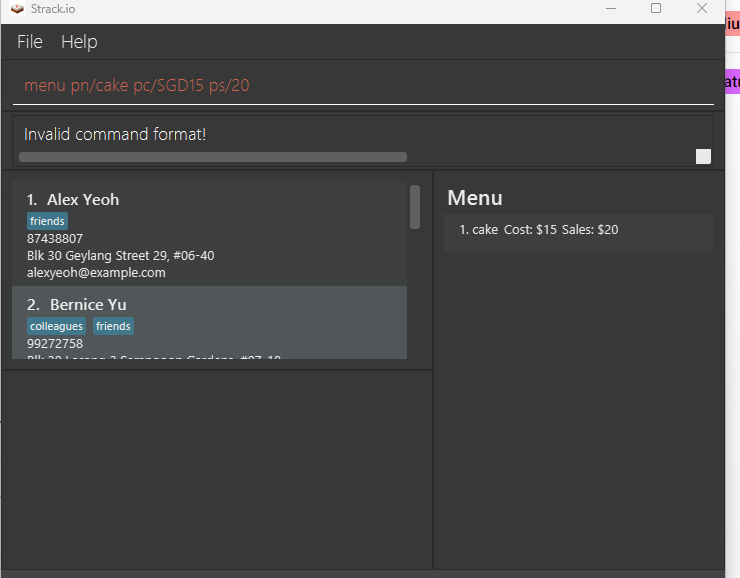 Strack.io
File Help
menu pn/cake pc/SGD15 ps/20
Invalid command format!
1. Alex Yeoh
friends
87438807
Blk 30 Geylang Street 29, #06-40
alexyeoh@example.com
2. Bernice Yu
colleagues friends
99272758
Menu
1. cake Cost: $15 Sales: $20